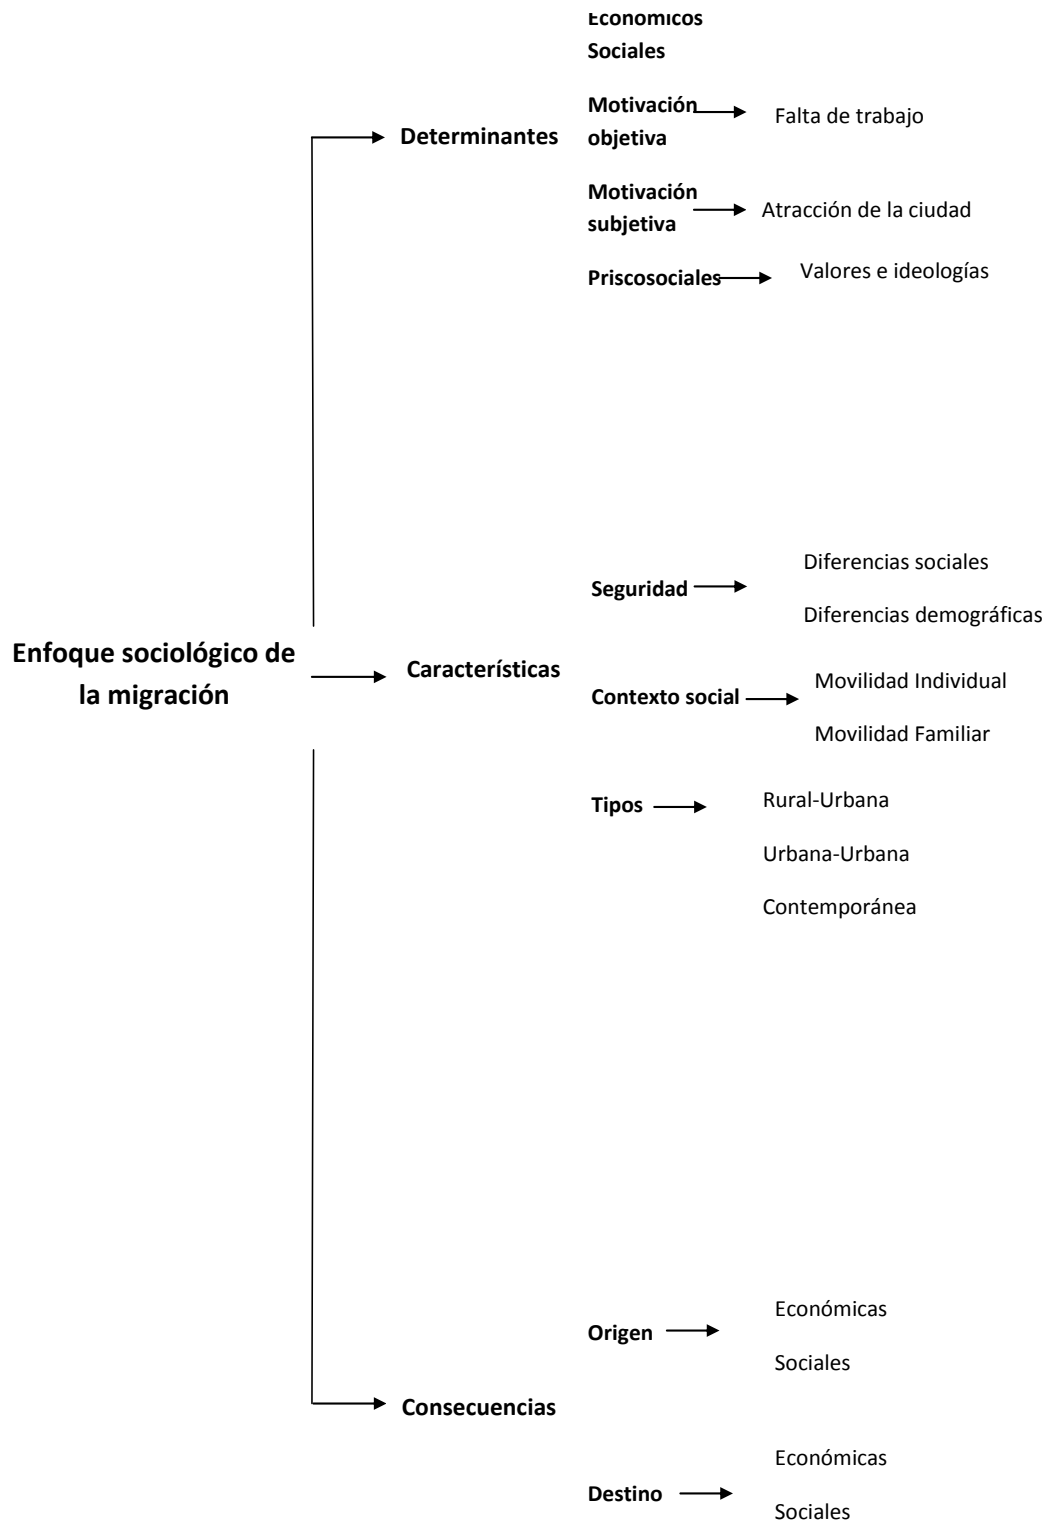 Económicos
Sociales
Motivación
objetiva
Falta de trabajo
Determinantes
Motivación
subjetiva
Atracción de la ciudad
Priscosociales
Valores e ideologías
Seguridad
Diferencias sociales
Diferencias demográficas
Enfoque sociológico de
la migración
Característícas
Contexto social
Movilidad Individual
Movilidad Familiar
Tipos
Rural-Urbana
Urbana-Urbana
Contemporánea
Origen
Económicas
Sociales
Consecuencias
Destino
Económicas
Sociales